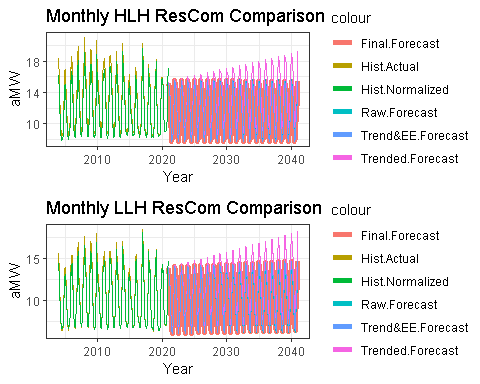 Monthly HLH ResCom Comparison
colour
Final.Forecast
Hist.Actual
Hist.Normalized
Raw.Forecast
Trend&EE.Forecast
Trended.Forecast
18
14
10
aMW
2010
2020
2030
2040
Year
Monthly LLH ResCom Comparison
colour
Final.Forecast
Hist.Actual
Hist.Normalized
Raw.Forecast
Trend&EE.Forecast
Trended.Forecast
15
10
aMW
2010
2020
2030
2040
Year